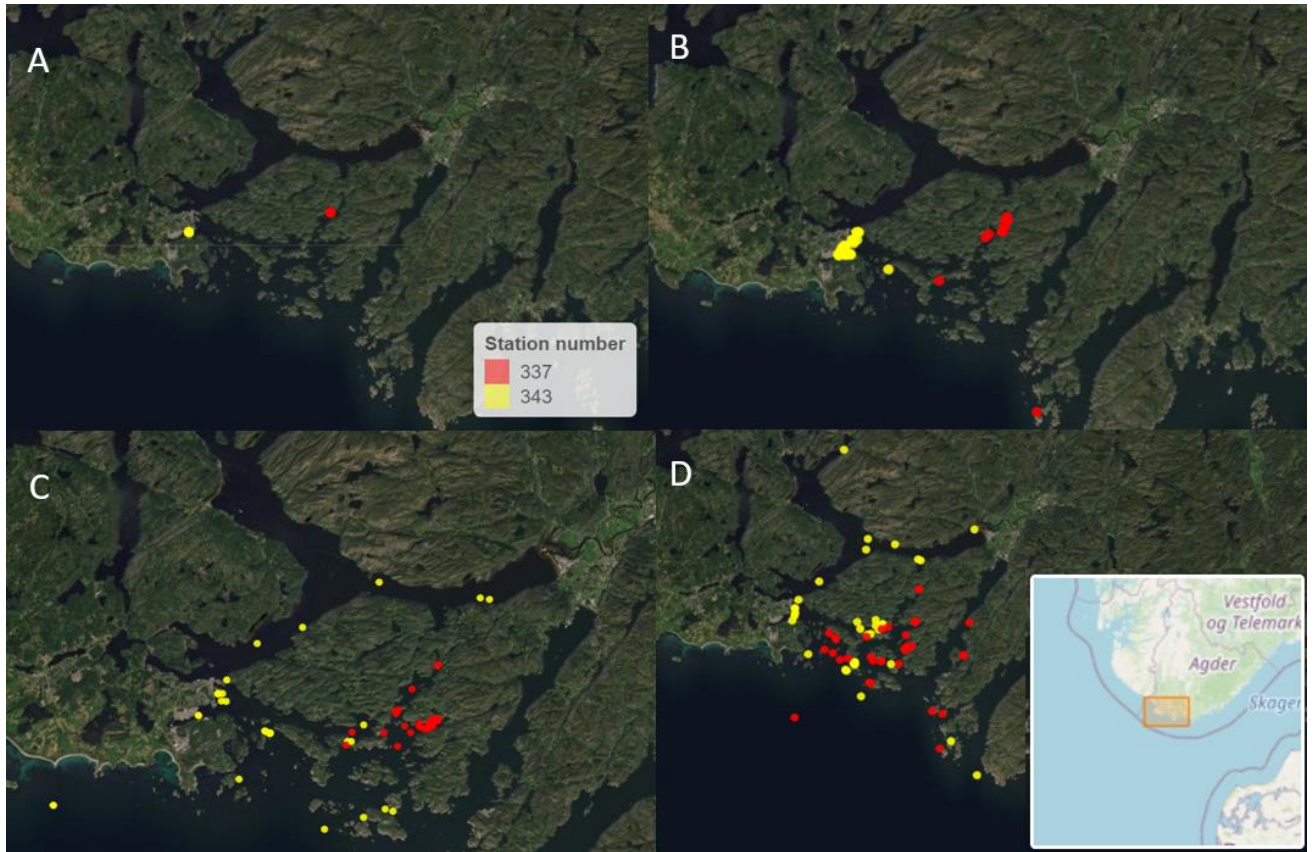 A
B
Station number
337
343
C
D
Vestfold
og Telemark
Agder
Skager